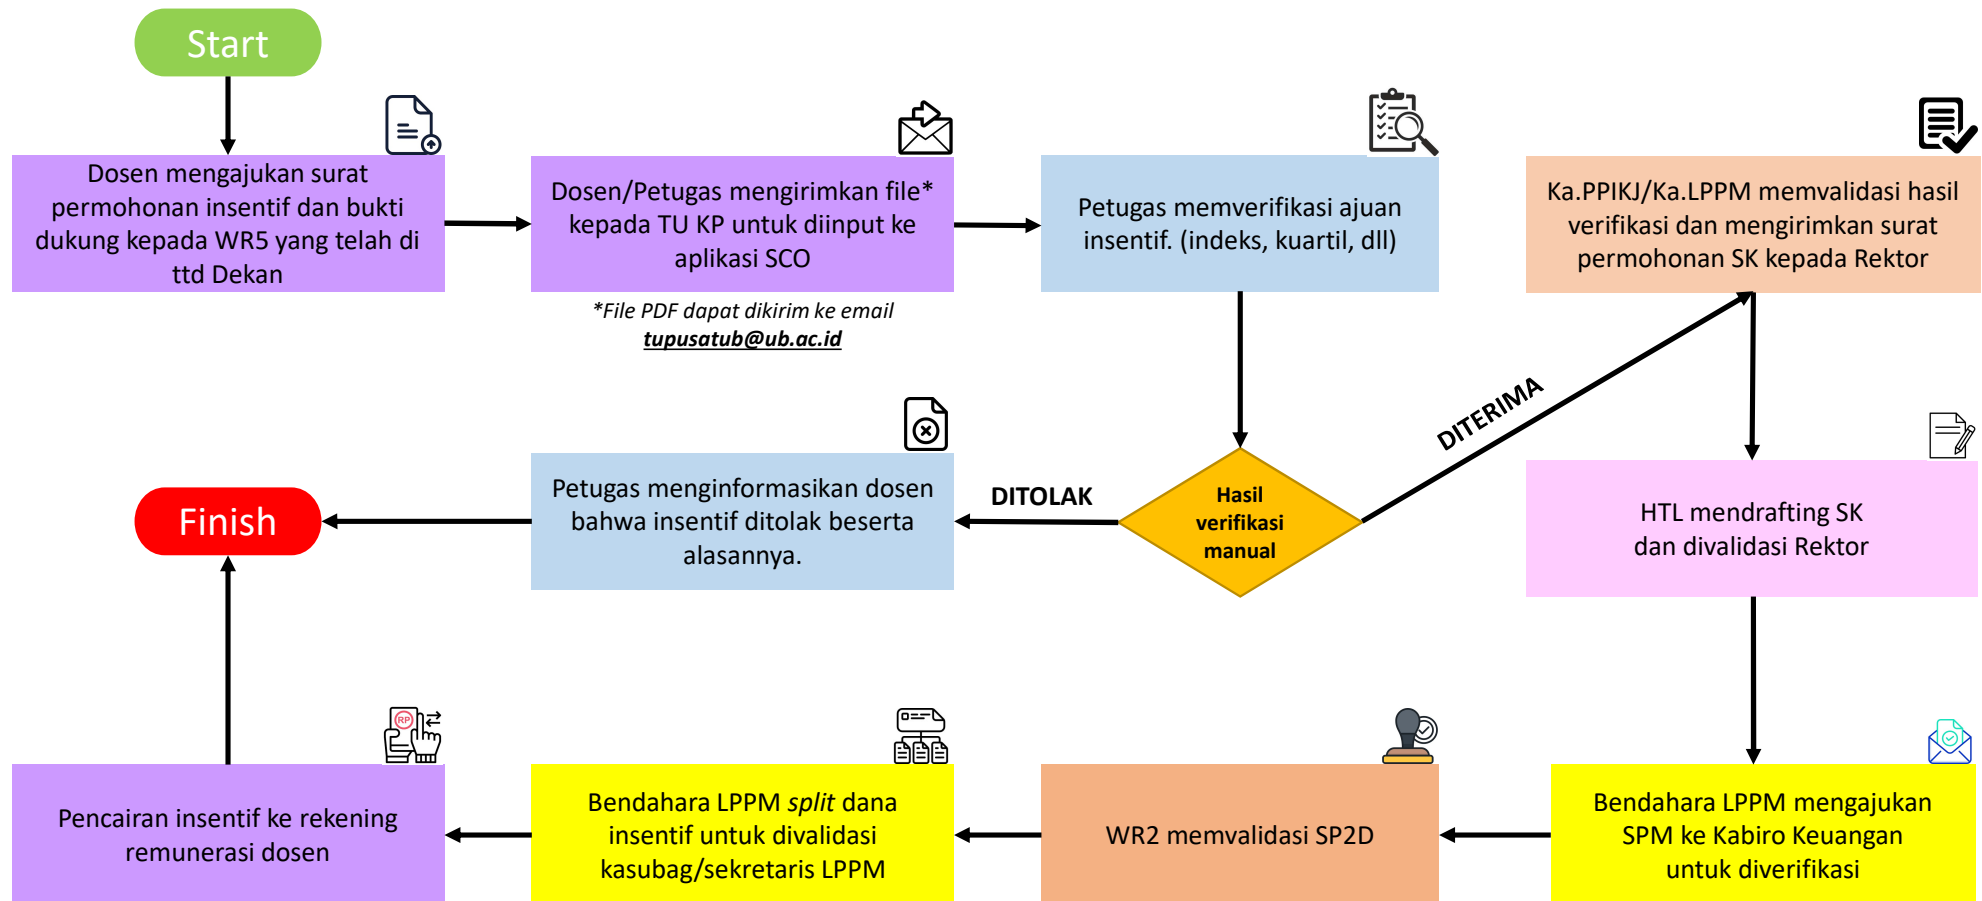 Start
Dosen mengajukan surat
permohonan insentif dan bukti
dukung kepada WR5 yang telah di
ttd Dekan
Dosen/Petugas mengirimkan file*
kepada TU KP untuk diinput ke
aplikasi SCO
*File PDF dapat dikirim ke email
tupusatub@ub.ac.id
Petugas memverifikasi ajuan
insentif. (indeks, kuartil, dll)
Hasil
verifikasi
manual
DITOLAK
Petugas menginformasikan dosen
bahwa insentif ditolak beserta
alasannya.
DITERIMA
Ka.PPIKJ/Ka.LPPM memvalidasi hasil
verifikasi dan mengirimkan surat
permohonan SK kepada Rektor
HTL mendrafting SK
dan divalidasi Rektor
Bendahara LPPM mengajukan
SPM ke Kabiro Keuangan
untuk diverifikasi
WR2 memvalidasi SP2D
Bendahara LPPM split dana
insentif untuk divalidasi
kasubag/sekretaris LPPM
RP
Pencairan insentif ke rekening
remunerasi dosen
Finish